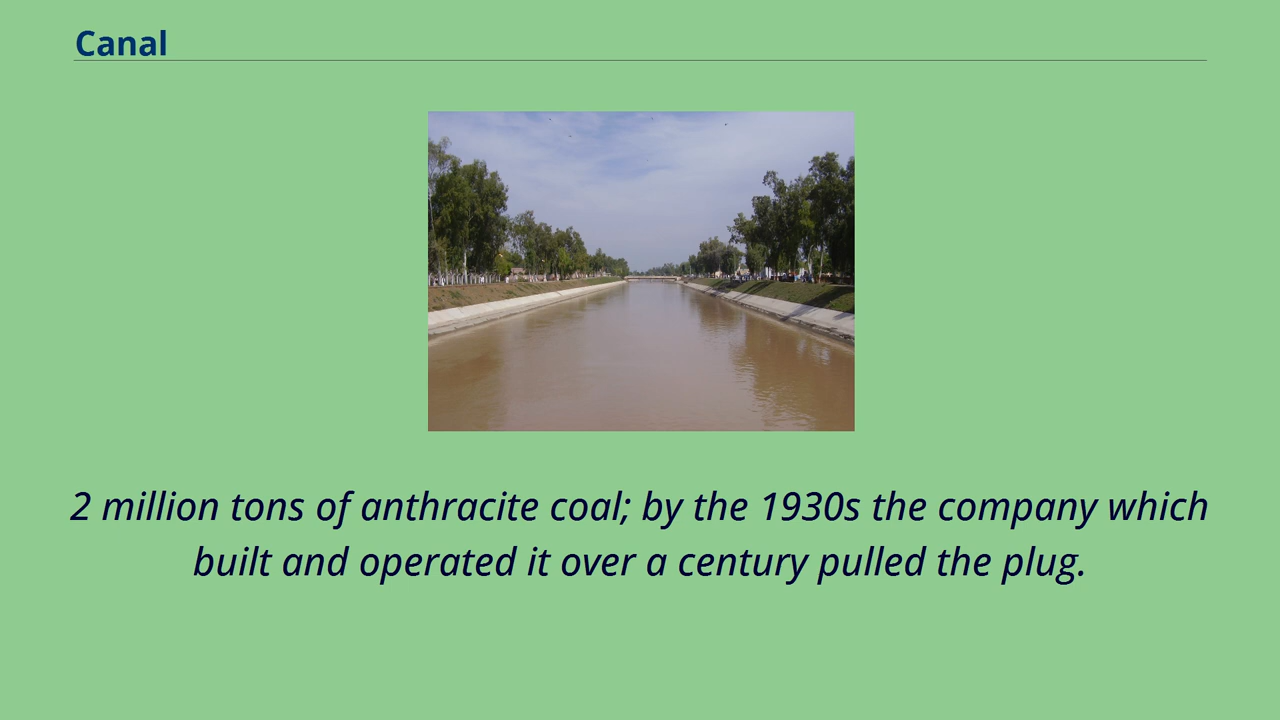 Canal
2 million tons of anthracite coal; by the 1930s the company which
built and operated it over a century pulled the plug.